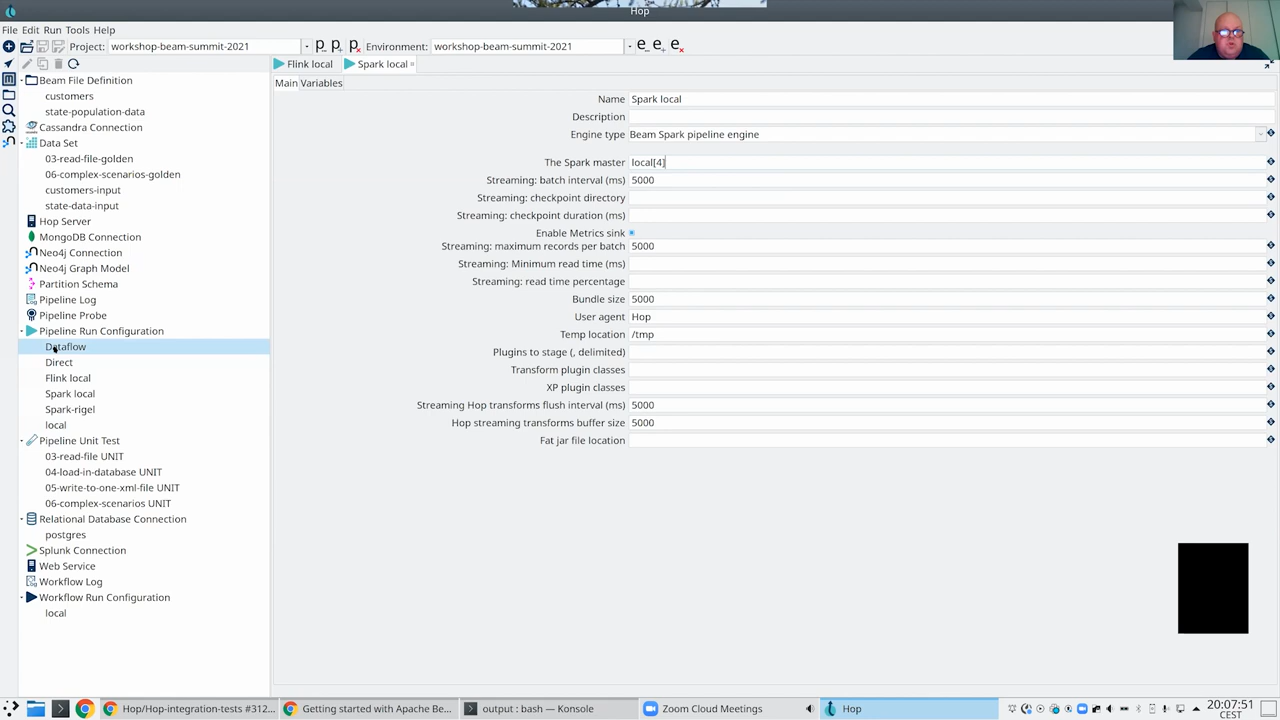 Hop
File Edit Run Tools Help
Project: workshop-beam-summit-2021 Environment: workshop-beam-summit-2021
Flink local
Spark local
Main Variables
Beam File Definition
customers
state-population-data
Cassandra Connection
Data Set
03-read-file-golden
06-complex-scenarios-golden
customers-input
state-data-input
Hop Server
MongoDB Connection
Neo4j Connection
Neo4j Graph Model
Partition Schema
Pipeline Log
Pipeline Probe
Pipeline Run Configuration
Dataflow
Direct
Flink local
Spark local
Spark-rigel
local
Pipeline Unit Test
03-read-file UNIT
04-load-in-database UNIT
05-write-to-one-xml-file UNIT
06-complex-scenarios UNIT
Relational Database Connection
postgres
Splunk Connection
Web Service
Workflow Log
Workflow Run Configuration
local
Name Spark local
Description
Engine type Beam Spark pipeline engine
The Spark master local[4]
Streaming: batch interval (ms) 5000
Streaming: checkpoint directory
Streaming: checkpoint duration (ms)
Enable Metrics sink
Streaming: maximum records per batch 5000
Streaming: Minimum read time (ms)
Streaming: read time percentage
Bundle size 5000
User agent Hop
Temp location /tmp
Plugins to stage (, delimited)
Transform plugin classes
XP plugin classes
Streaming Hop transforms flush interval (ms) 5000
Hop streaming transforms buffer size 5000
Fat jar file location
Hop/Hop-integration-tests #312...
Getting started with Apache Be...
output : bash — Konsole
Zoom Cloud Meetings
Hop
20:07:51
CEST